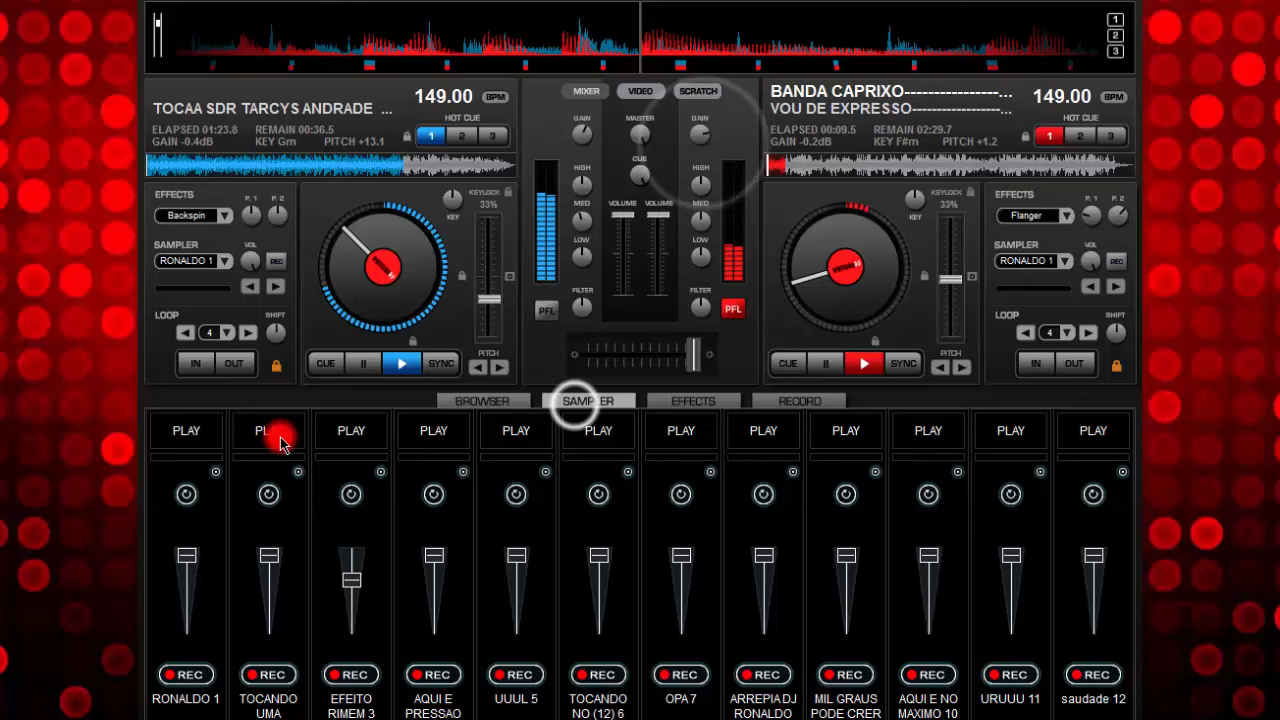 1
2
3
TOCAA SDR TARCYS ANDRADE ...
149.00 BPM
ELAPSED 01:23.8 REMAIN 00:36.5
GAIN -0.4dB KEY Gm PITCH +13.1
HOT CUE
1 2 3
MIXER VIDEO SCRATCH
BANDA CAPRIXO----------------...
VOU DE EXPRESSO---------------...
149.00 BPM
ELAPSED 00:09.5 REMAIN 02:29.7
GAIN -0.2dB KEY F#m PITCH +1.2
HOT CUE
1 2 3
EFFECTS P. 1 P. 2
Backspin
SAMPLER VOL
RONALDO 1 REC
LOOP SHIFT
4
IN OUT
KEY
KEYLOCK
33%
CUE II SYNC
PITCH
GAIN MASTER GAIN
CUE
HIGH HIGH
MED VOLUME VOLUME MED
LOW LOW
FILTER FILTER
PFL PFL
KEY
KEYLOCK
33%
CUE II SYNC
PITCH
EFFECTS P. 1 P. 2
Flanger
SAMPLER VOL
RONALDO 1 REC
LOOP SHIFT
4
IN OUT
BROWSER SAMPLER EFFECTS RECORD
PLAY PLAY PLAY PLAY PLAY PLAY PLAY PLAY PLAY PLAY PLAY PLAY
REC REC REC REC REC REC REC REC REC REC REC REC
RONALDO 1
TOCANDO
UMA
EFEITO
RIMEM 3
AQUI E
PRESSAO
UUUL 5
TOCANDO
NO (12) 6
OPA 7
ARREPIA DJ
RONALDO
MIL GRAUS
PODE CRER
AQUI E NO
MAXIMO 10
URUUU 11
saudade 12